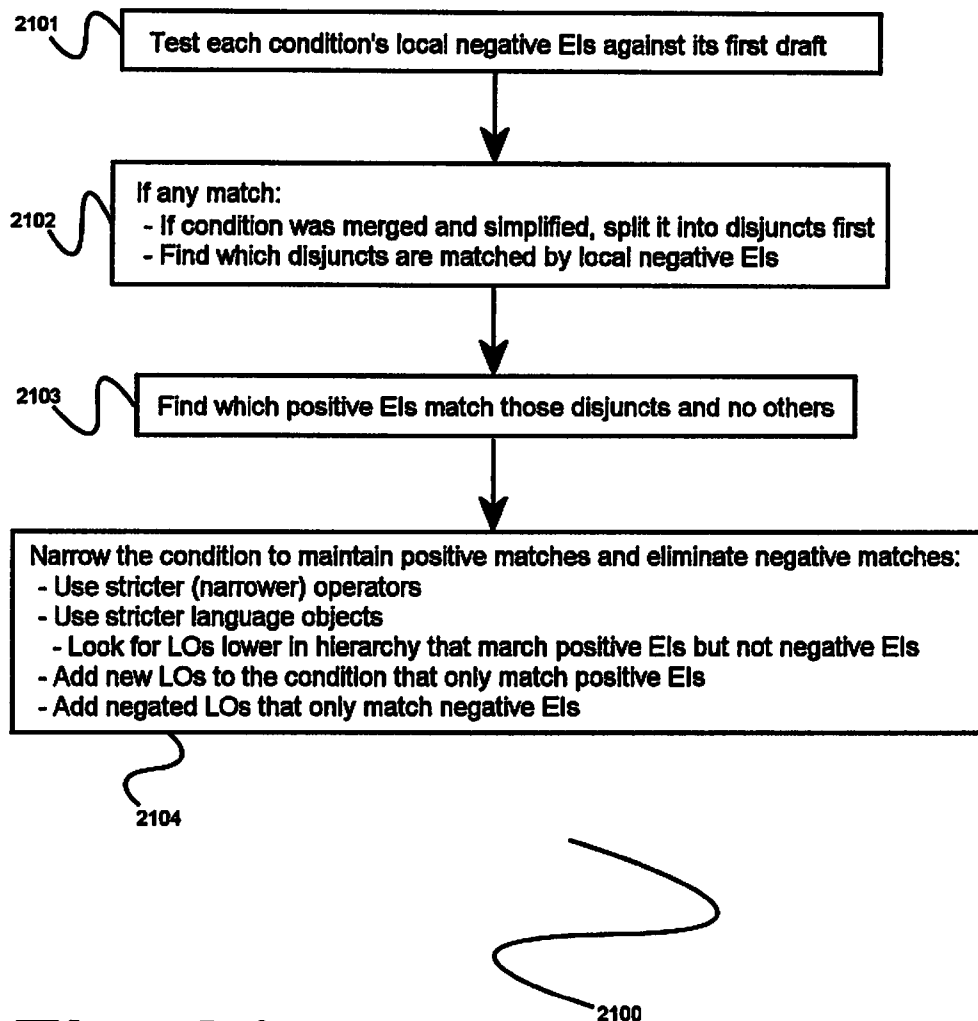 2101
Test each condition's local negative EIs against its first draft
2102
If any match:
- If condition was merged and simplified, split it into disjuncts first
- Find which disjuncts are matched by local negative EIs
2103
Find which positive EIs match those disjuncts and no others
Narrow the condition to maintain positive matches and eliminate negative matches:
- Use stricter (narrower) operators
- Use stricter language objects
- Look for LOs lower in hierarchy that march positive EIs but not negative EIs
- Add new LOs to the condition that only match positive EIs
- Add negated LOs that only match negative EIs
2104
2100